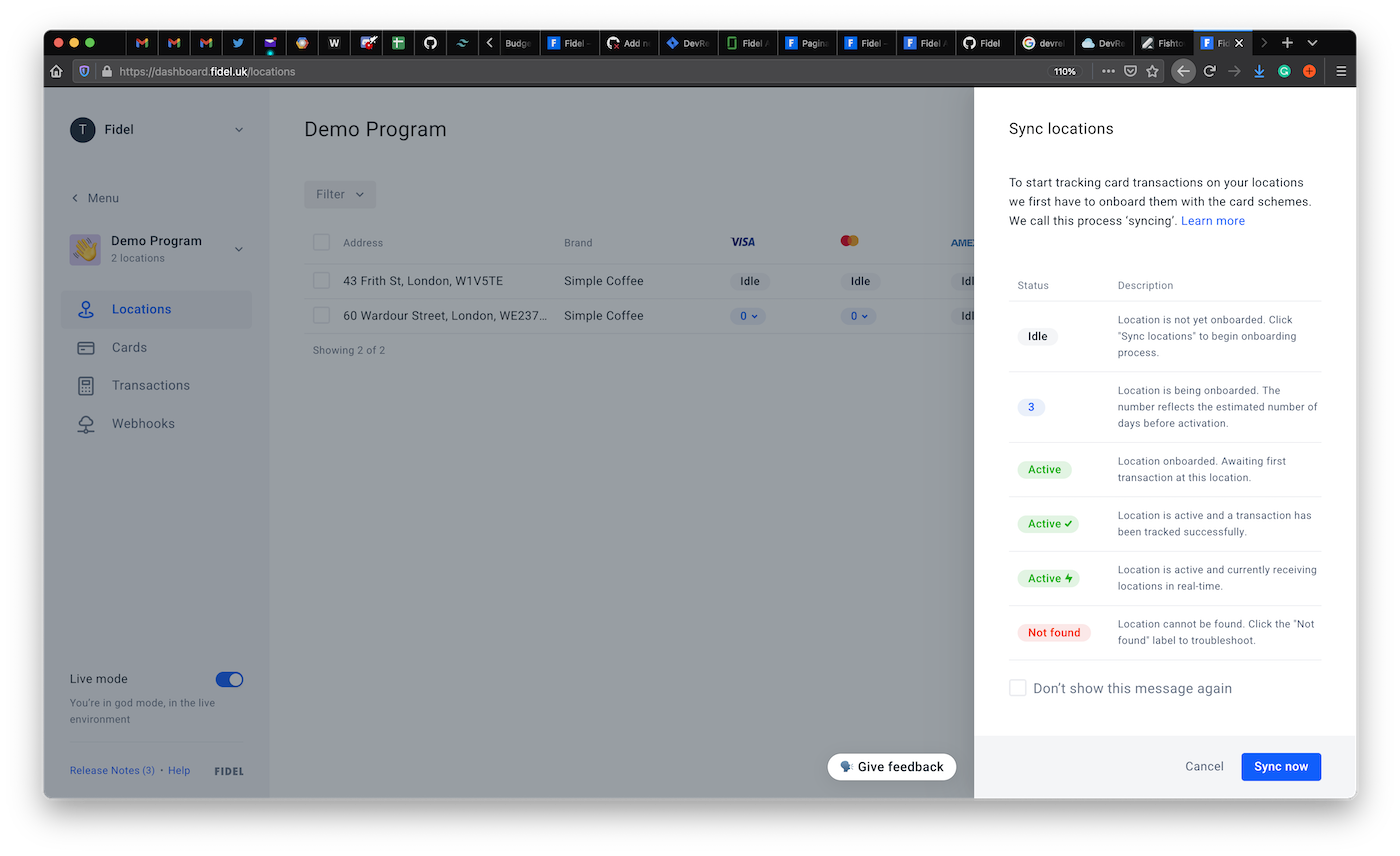 W
Budge
Fidel –
Add n
DevRe
Fidel
Pagin
Fidel –
Fidel
Fidel
devrel
DevRe
Fishto
Fid
https://dashboard.fidel.uk/locations
110%
T
Fidel
Menu
Demo Program
2 locations
Locations
Cards
Transactions
Webhooks
Live mode
You're in god mode, in the live
environment
Release Notes (3) • Help
FIDEL
Demo Program
Filter
Address Brand VISA AME
43 Frith St, London, W1V5TE Simple Coffee Idle Idle Idl
60 Wardour Street, London, WE237... Simple Coffee 0 0 Idl
Showing 2 of 2
Give feedback
Sync locations
To start tracking card transactions on your locations
we first have to onboard them with the card schemes.
We call this process ‘syncing’. Learn more
Status Description
Idle
Location is not yet onboarded. Click
"Sync locations" to begin onboarding
process.
3
Location is being onboarded. The
number reflects the estimated number of
days before activation.
Active
Location onboarded. Awaiting first
transaction at this location.
Active
Location is active and a transaction has
been tracked successfully.
Active
Location is active and currently receiving
locations in real-time.
Not found
Location cannot be found. Click the "Not
found" label to troubleshoot.
Don’t show this message again
Cancel
Sync now